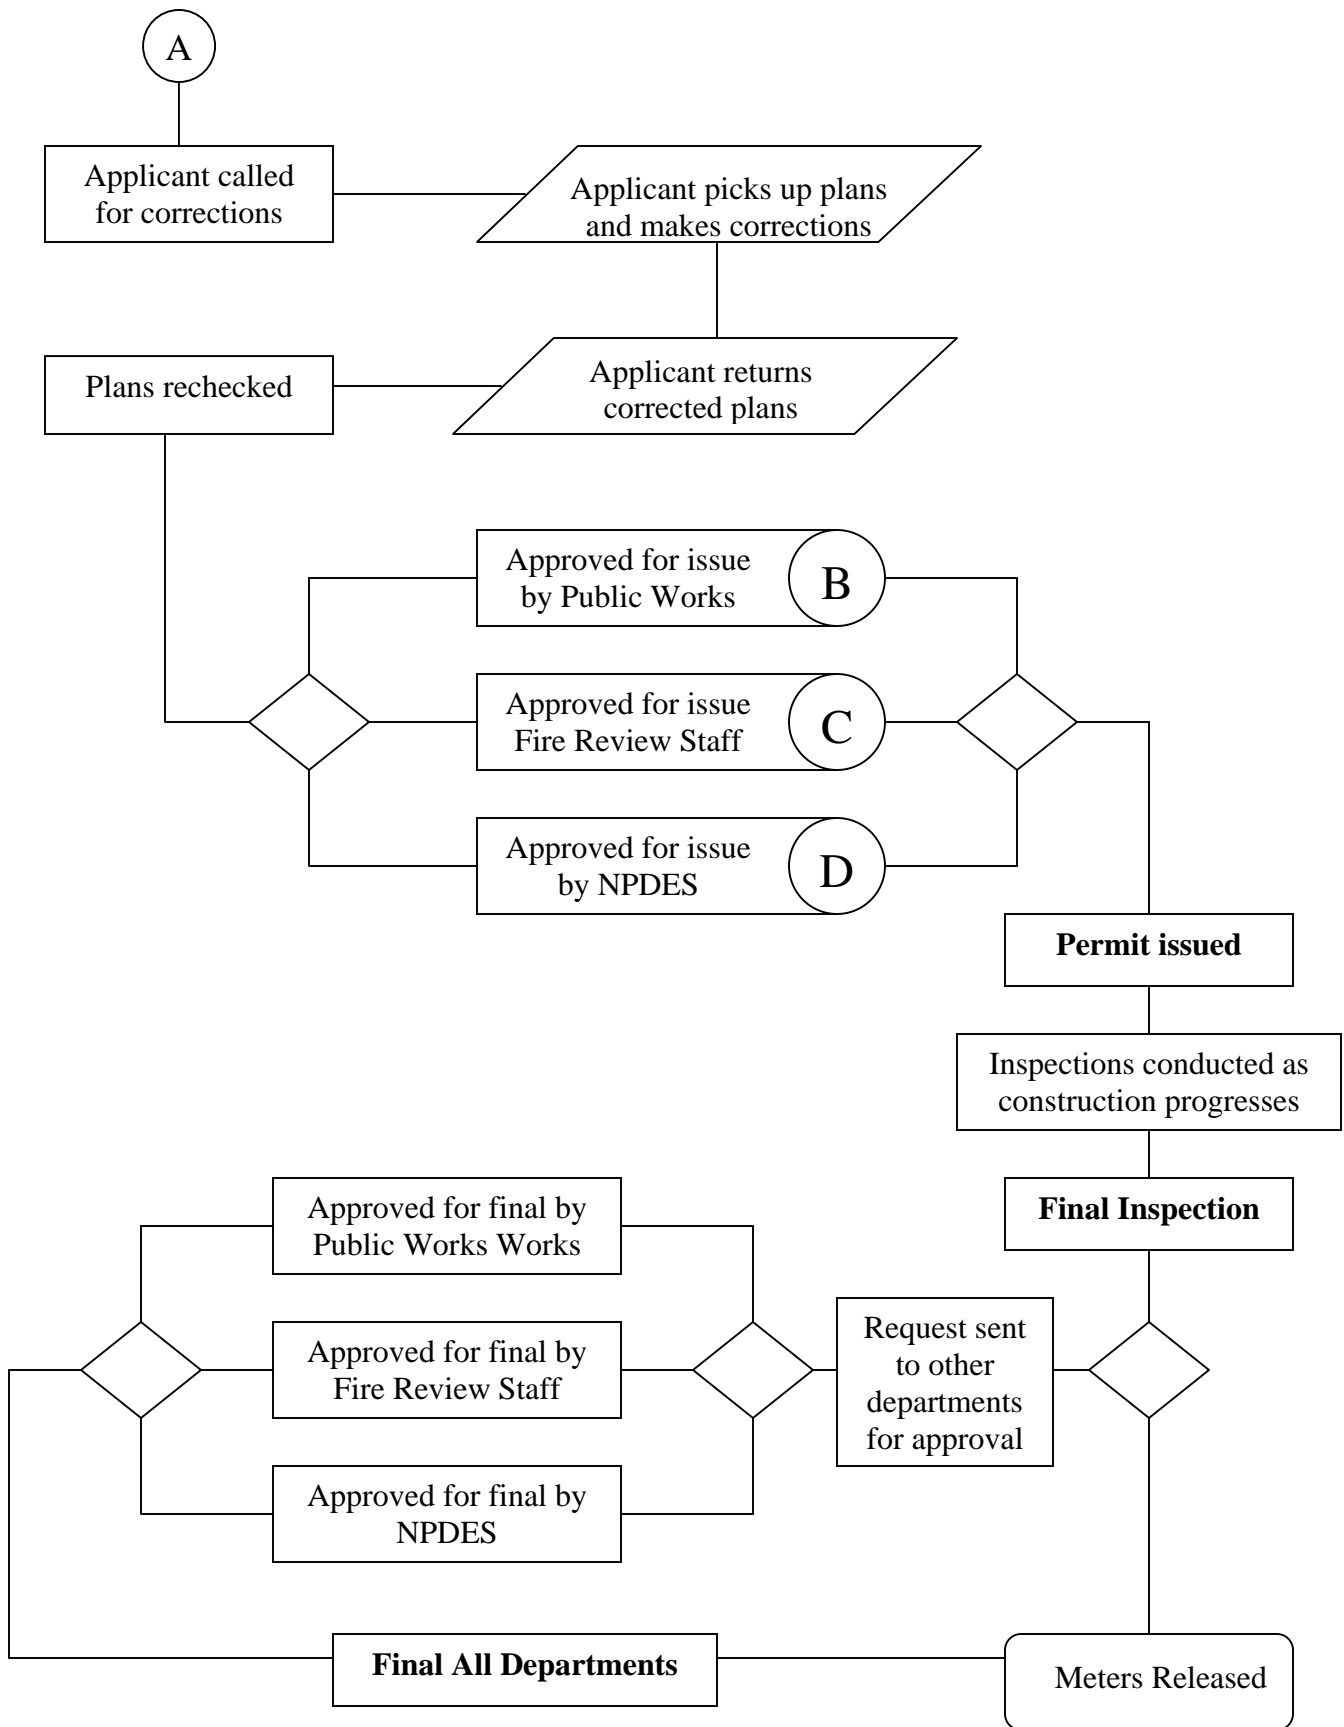 A
Applicant called
for corrections
Applicant picks up plans
and makes corrections
Plans rechecked
Applicant returns
corrected plans
Approved for issue
by Public Works
B
Approved for issue
Fire Review Staff
C
Approved for issue
by NPDES
D
Permit issued
Inspections conducted as
construction progresses
Final Inspection
Approved for final by
Public Works Works
Request sent
to other
departments
for approval
Approved for final by
Fire Review Staff
Approved for final by
NPDES
Final All Departments
Meters Released